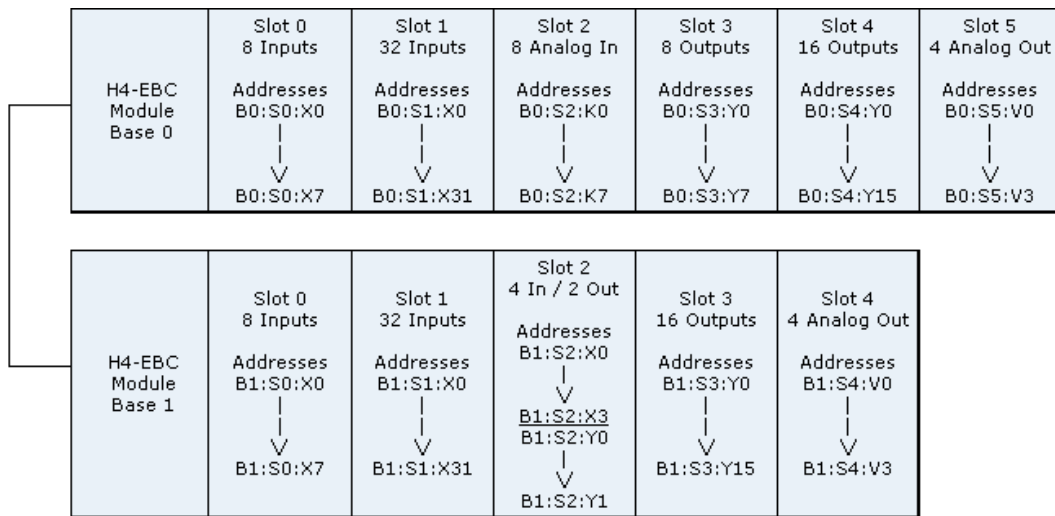 H4-EBC
Module
Base 0
Slot 0
8 Inputs
Addresses
B0:S0:X0
B0:S0:X7
Slot 1
32 Inputs
Addresses
B0:S1:X0
B0:S1:X31
Slot 2
8 Analog In
Addresses
B0:S2:K0
B0:S2:K7
Slot 3
8 Outputs
Addresses
B0:S3:Y0
B0:S3:Y7
Slot 4
16 Outputs
Addresses
B0:S4:Y0
B0:S4:Y15
Slot 5
4 Analog Out
Addresses
B0:S5:V0
B0:S5:V3
H4-EBC
Module
Base 1
Slot 0
8 Inputs
Addresses
B1:S0:X0
B1:S0:X7
Slot 1
32 Inputs
Addresses
B1:S1:X0
B1:S1:X31
Slot 2
4 In / 2 Out
Addresses
B1:S2:X0
B1:S2:X3
B1:S2:Y0
B1:S2:Y1
Slot 3
16 Outputs
Addresses
B1:S3:Y0
B1:S3:Y15
Slot 4
4 Analog Out
Addresses
B1:S4:V0
B1:S4:V3